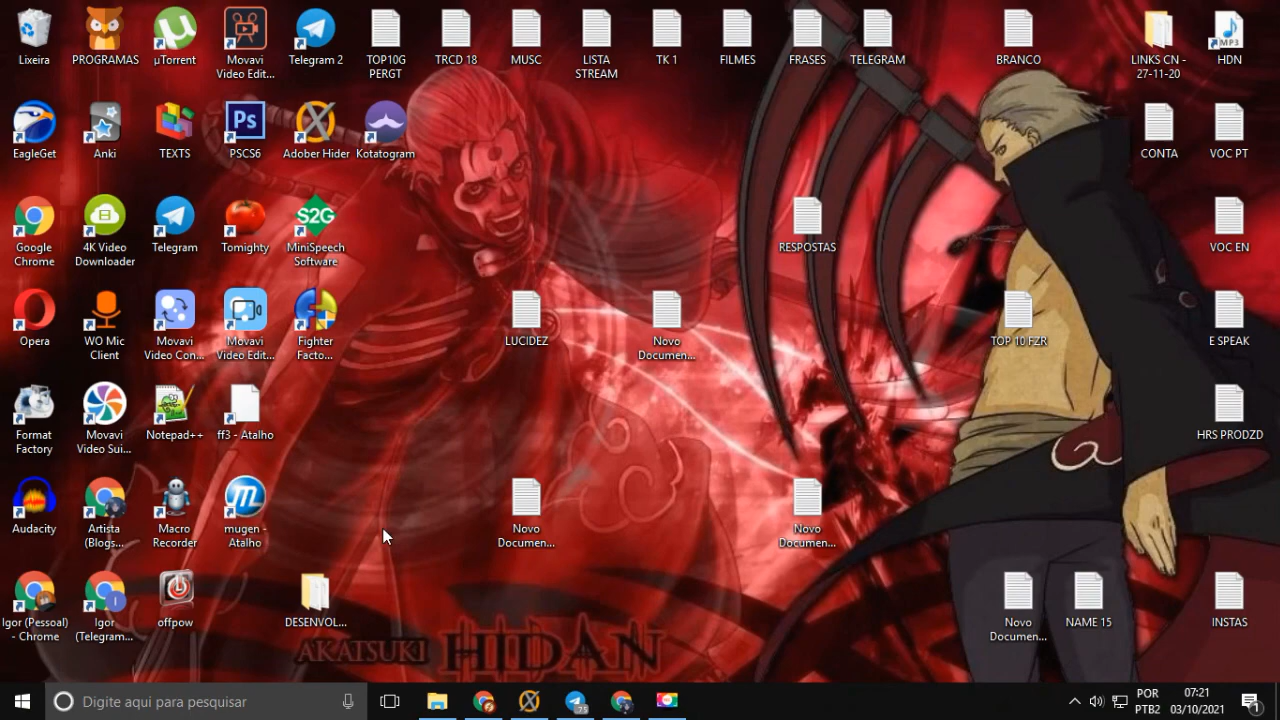 Lixeira
PROGRAMAS
µTorrent
Movavi
Video Edit...
Telegram 2
TOP10G
PERGT
TRCD 18
MUSC
LISTA
STREAM
TK 1
FILMES
FRASES
TELEGRAM
BRANCO
LINKS CN -
27-11-20
MP3
HDN
EagleGet
Anki
TEXTS
Ps
PSCS6
Adober Hider
Kotatogram
CONTA
VOC PT
Google
Chrome
4K Video
Downloader
Telegram
Tomighty
S2G
MiniSpeech
Software
RESPOSTAS
VOC EN
Opera
WO Mic
Client
Movavi
Video Con...
Movavi
Video Edit...
Fighter
Facto...
LUCIDEZ
Novo
Documen...
TOP 10 FZR
E SPEAK
Format
Factory
Movavi
Video Sui...
Notepad++
ff3 - Atalho
HRS PRODZD
Audacity
Artista
(Blogs...
Macro
Recorder
mugen -
Atalho
Novo
Documen...
Novo
Documen...
Igor (Pessoal)
- Chrome
I
Igor
(Telegram...
offpow
DESENVOL...
Novo
Documen...
NAME 15
INSTAS
AKATSUKI HIDAN
Digite aqui para pesquisar
POR
PTB2
07:21
03/10/2021
1